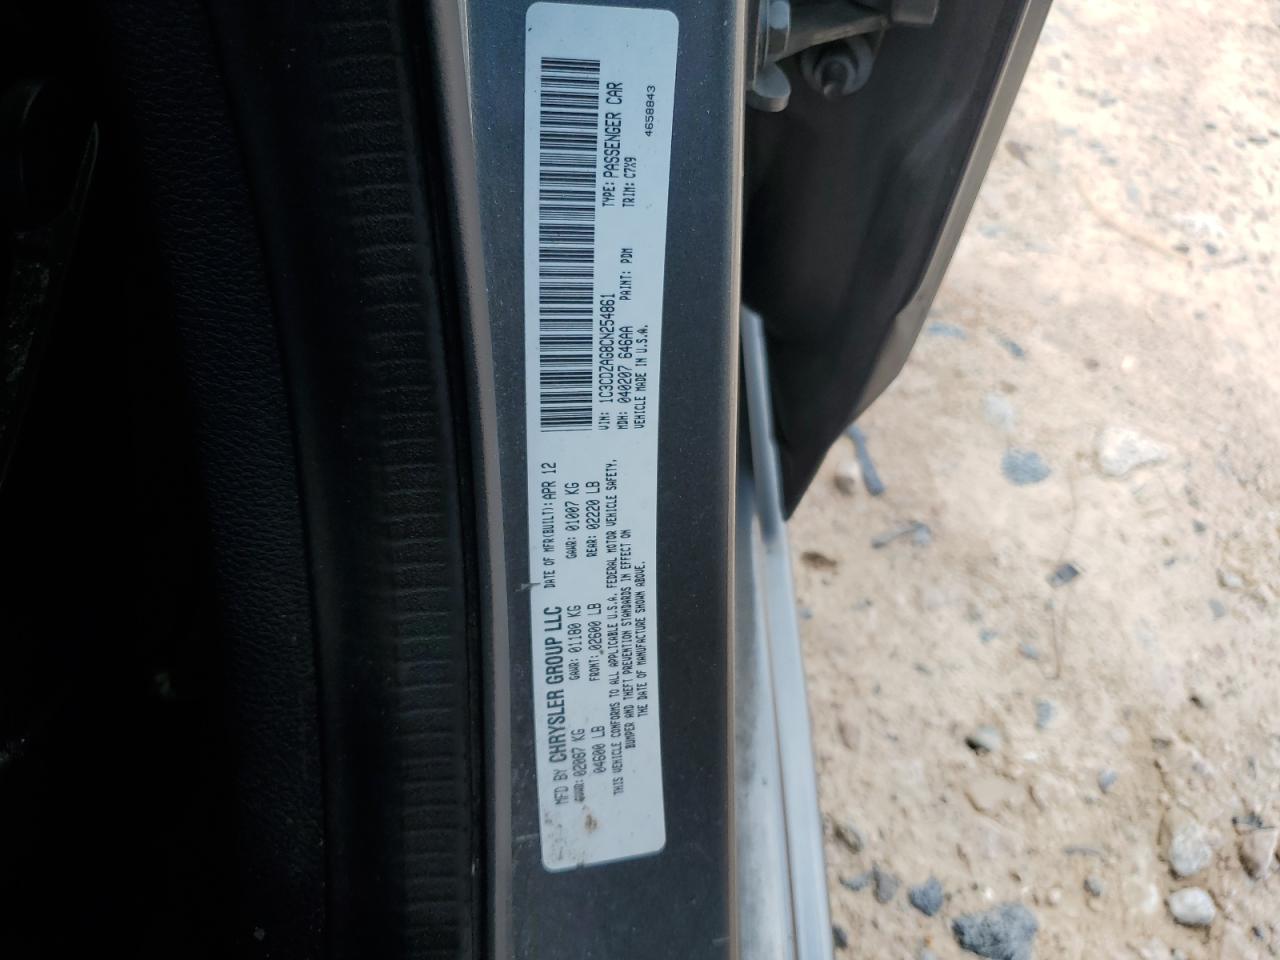 MFD BY CHRYSLER GROUP LLC DATE OF MFR(BUILT): APR 12
GVWR: 02087 KG GAWR: 01180 KG GAWR: 01007 KG
04600 LB FRONT: 02600 LB REAR: 02220 LB
THIS VEHICLE CONFORMS TO ALL APPLICABLE U.S.A. FEDERAL MOTOR VEHICLE SAFETY,
BUMPER AND THEFT PREVENTION STANDARDS IN EFFECT ON
THE DATE OF MANUFACTURE SHOWN ABOVE.
VIN: 1C3CDZAG8CN254861 TYPE: PASSENGER CAR
MDH: 040207 646AA PAINT: PDM TRIM: C7X9
VEHICLE MADE IN U.S.A. 4658843